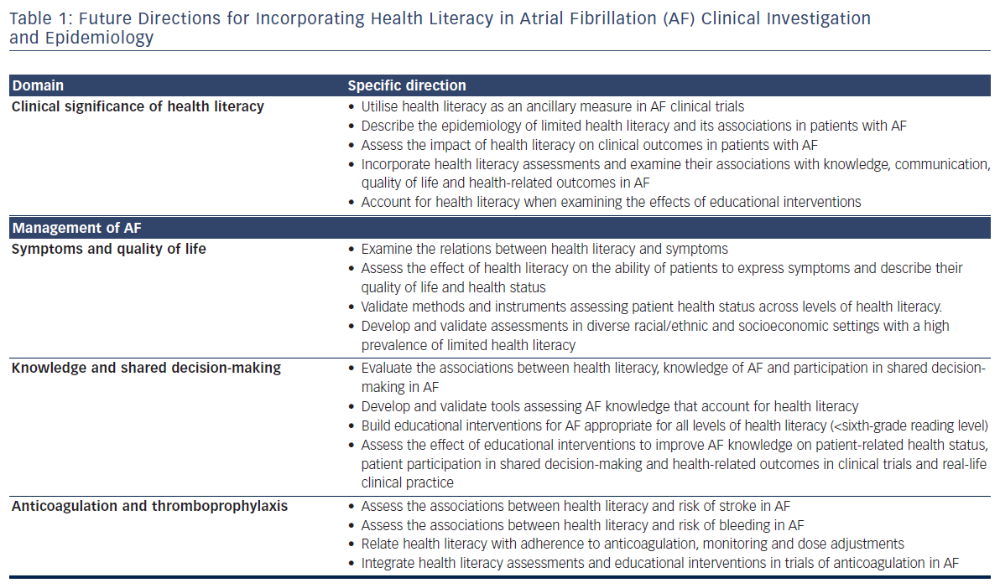 Table 1: Future Directions for Incorporating Health Literacy in Atrial Fibrillation (AF) Clinical Investigation
and Epidemiology
Domain Specific direction
Clinical significance of health literacy
• Utilise health literacy as an ancillary measure in AF clinical trials
• Describe the epidemiology of limited health literacy and its associations in patients with AF
• Assess the impact of health literacy on clinical outcomes in patients with AF
• Incorporate health literacy assessments and examine their associations with knowledge, communication,
quality of life and health-related outcomes in AF
• Account for health literacy when examining the effects of educational interventions
Management of AF
Symptoms and quality of life
• Examine the relations between health literacy and symptoms
• Assess the effect of health literacy on the ability of patients to express symptoms and describe their
quality of life and health status
• Validate methods and instruments assessing patient health status across levels of health literacy.
• Develop and validate assessments in diverse racial/ethnic and socioeconomic settings with a high
prevalence of limited health literacy
Knowledge and shared decision-making
• Evaluate the associations between health literacy, knowledge of AF and participation in shared decision-
making in AF
• Develop and validate tools assessing AF knowledge that account for health literacy
• Build educational interventions for AF appropriate for all levels of health literacy (<sixth-grade reading level)
• Assess the effect of educational interventions to improve AF knowledge on patient-related health status,
patient participation in shared decision-making and health-related outcomes in clinical trials and real-life
clinical practice
Anticoagulation and thromboprophylaxis
• Assess the associations between health literacy and risk of stroke in AF
• Assess the associations between health literacy and risk of bleeding in AF
• Relate health literacy with adherence to anticoagulation, monitoring and dose adjustments
• Integrate health literacy assessments and educational interventions in trials of anticoagulation in AF